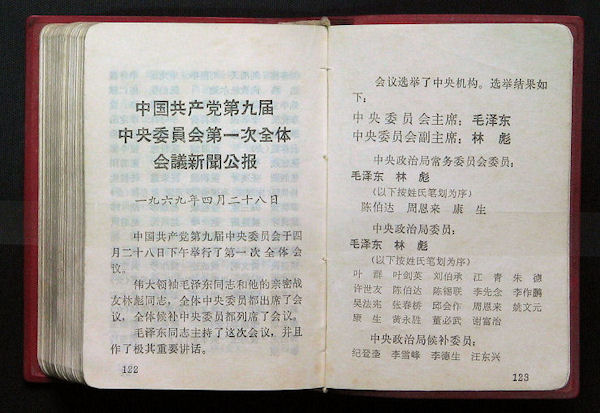 中国共产党第九届
中央委員会第一次全体
会議新聞公报
一九六九年四月二十八日
中国共产党第九届中央委员会于四
月二十八日下午举行了第一次全体会
议。
伟大领袖毛泽东同志和他的亲密战
友林彪同志，全体中央委员都出席了会
议，全体候补中央委员都列席了会议。
毛泽东同志主持了这次会议，并且
作了极其重要讲话。
122
会议选举了中央机构。选举结果如
下：
中央委员会主席：毛泽东
中央委员会副主席：林 彪
中央政治局常务委员会委员：
毛泽东 林 彪
（以下按姓氏笔划为序）
陈伯达 周恩来 康 生
中央政治局委员：
毛泽东 林 彪
（以下按姓氏笔划为序）
叶 群 叶剑英 刘伯承 江 青 朱 德
许世友 陈伯达 陈锡联 李先念 李作鹏
吴法宪 张春桥 邱会作 周恩来 姚文元
康 生 黄永胜 董必武 谢富治
中央政治局候补委员：
纪登奎 李雪峰 李德生 汪东兴
123